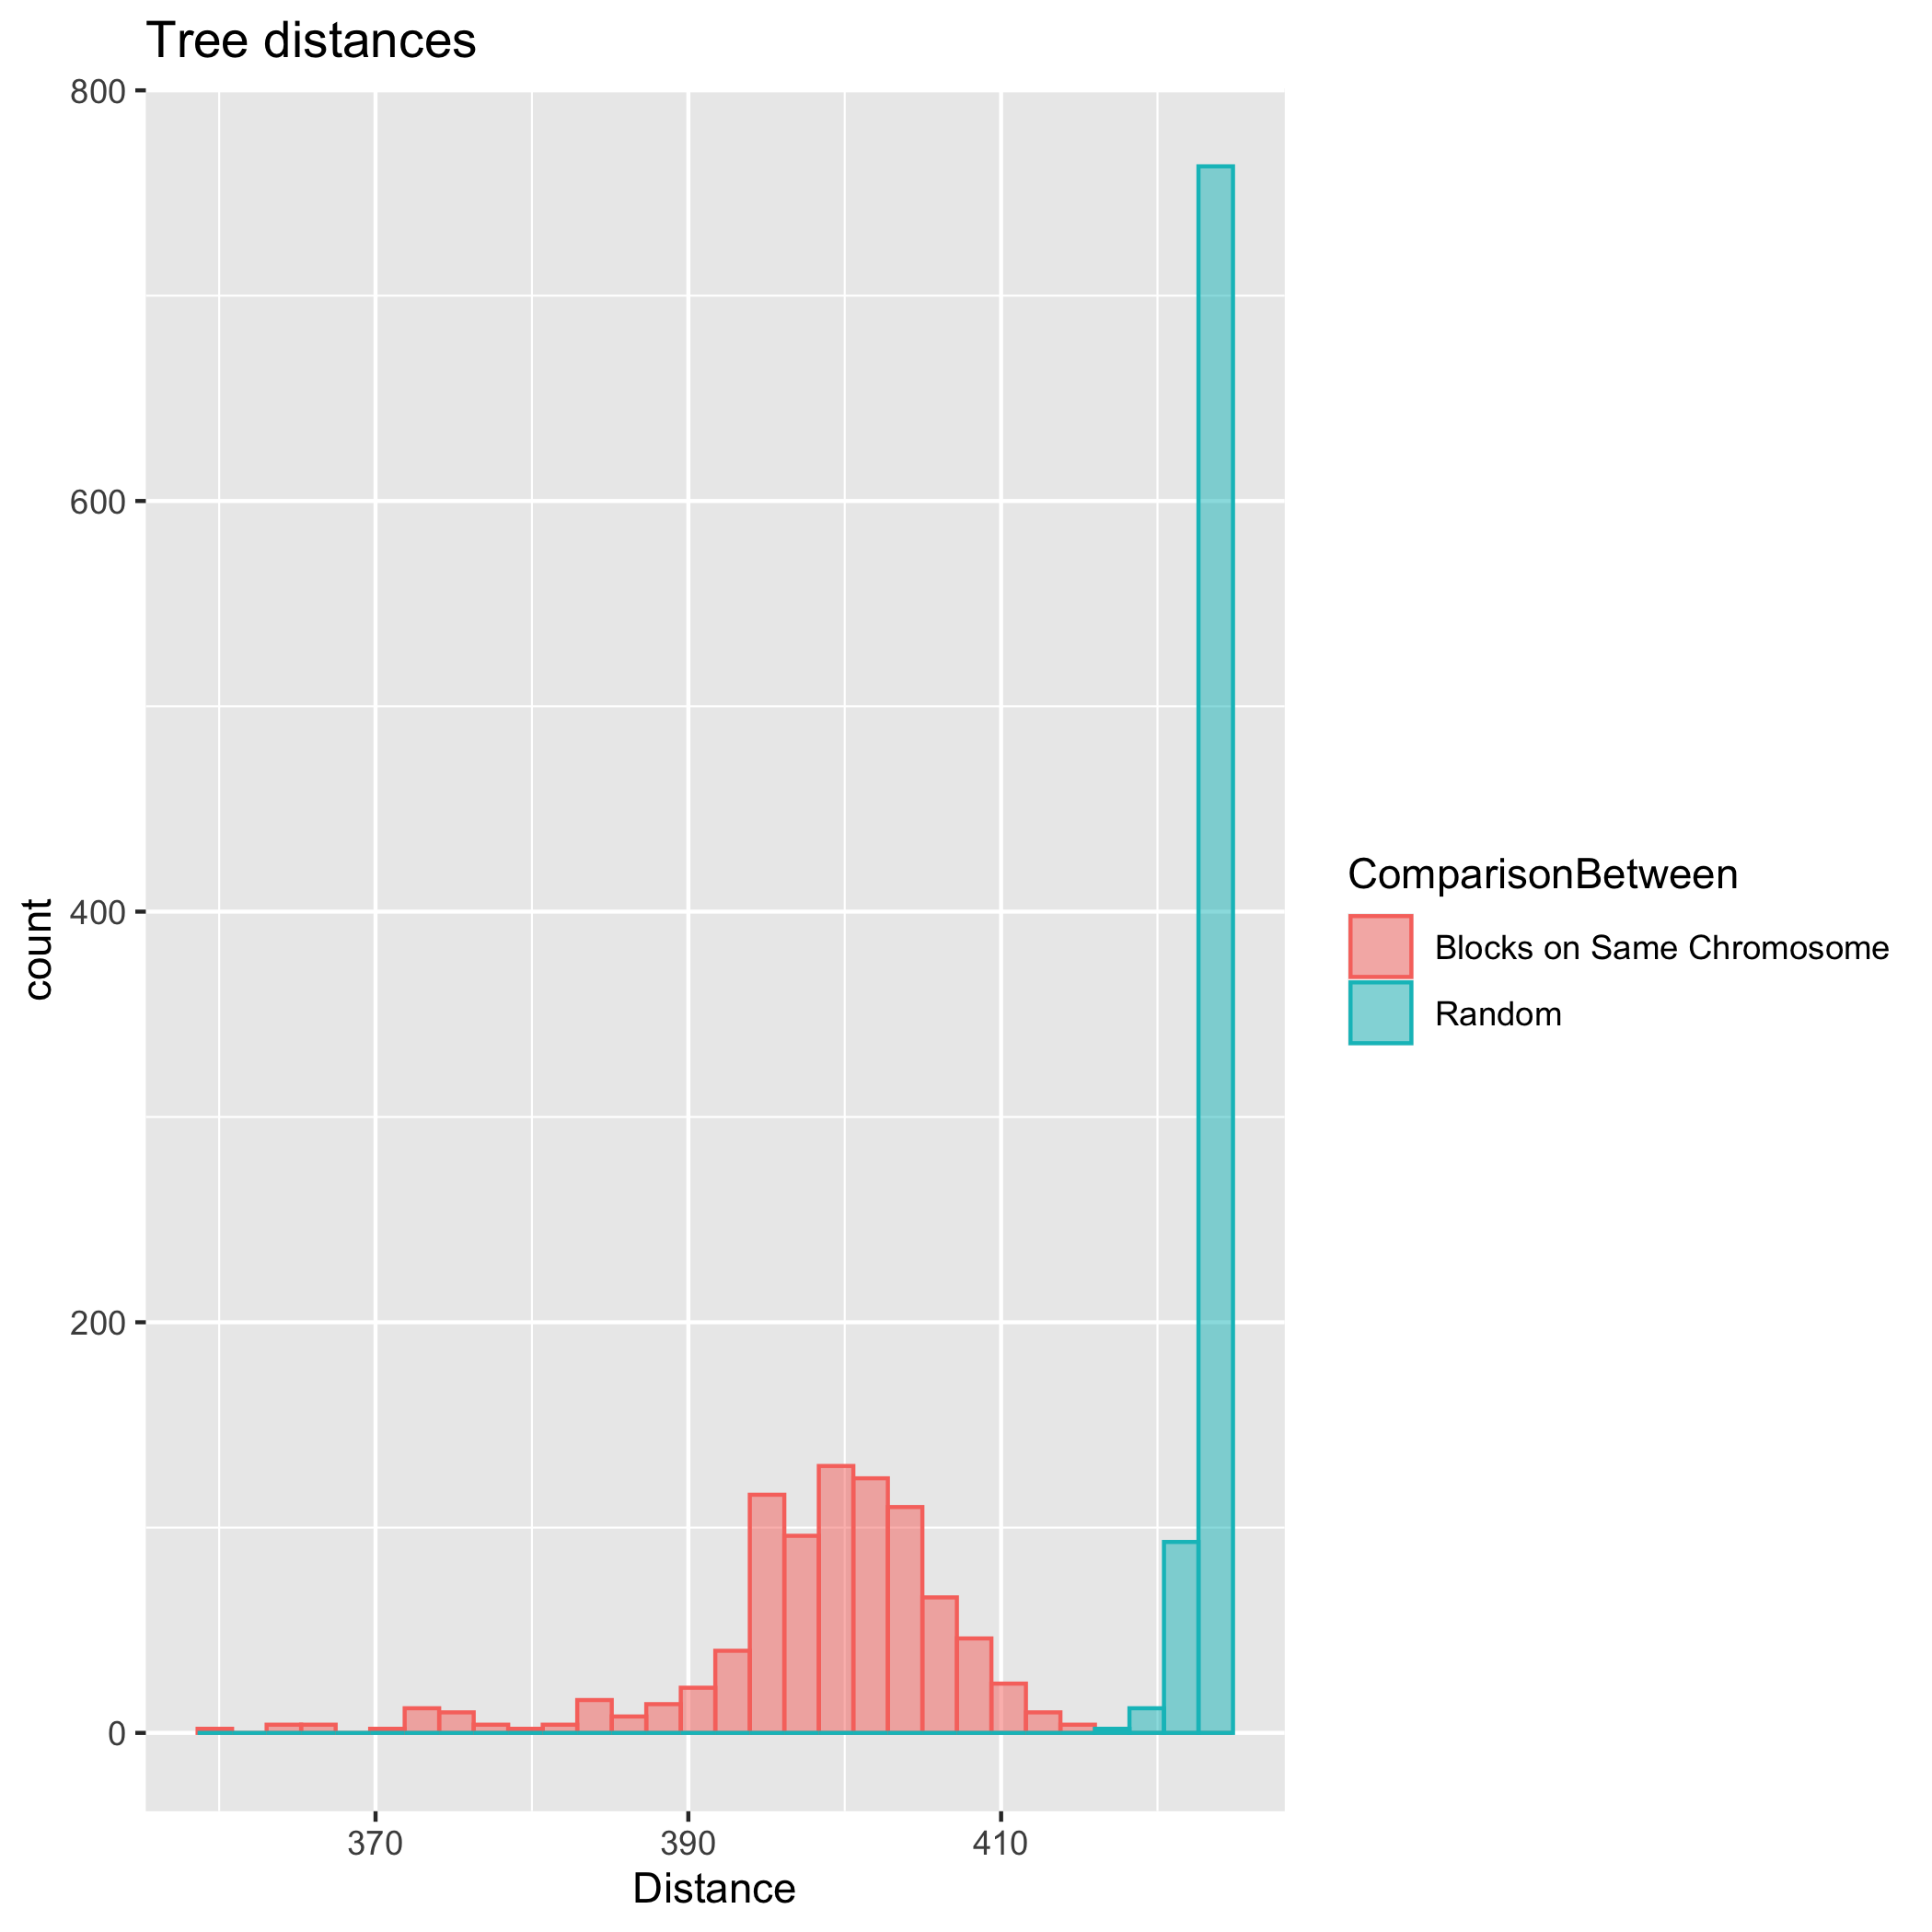 Tree distances
800
600
400
200
0
count
370 390 410
Distance
ComparisonBetween
Blocks on Same Chromosome
Random